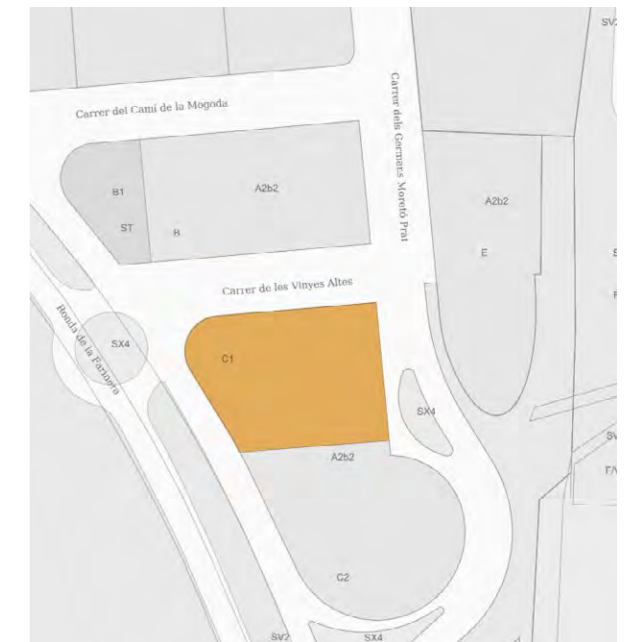 SV2
Carrer del Camí de la Mogoda
Carrer dels Germans Moretó Prat
B1
A2b2
A2b2
ST
B
E
Carrer de les Vinyes Altes
Ronda de la Farinera
SX4
C1
SX4
A2b2
C2
SV2
SX4